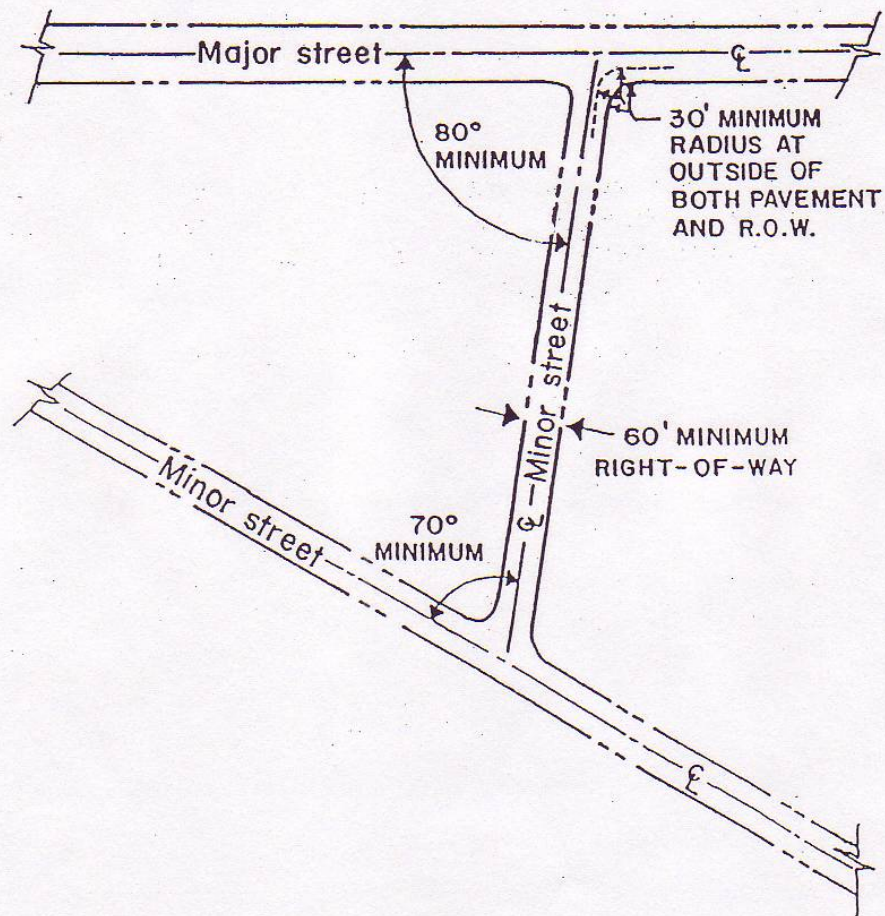 Major street
℄
80°
MINIMUM
30' MINIMUM
RADIUS AT
OUTSIDE OF
BOTH PAVEMENT
AND R.O.W.
℄ Minor street
60' MINIMUM
RIGHT-OF-WAY
Minor street
70°
MINIMUM
℄